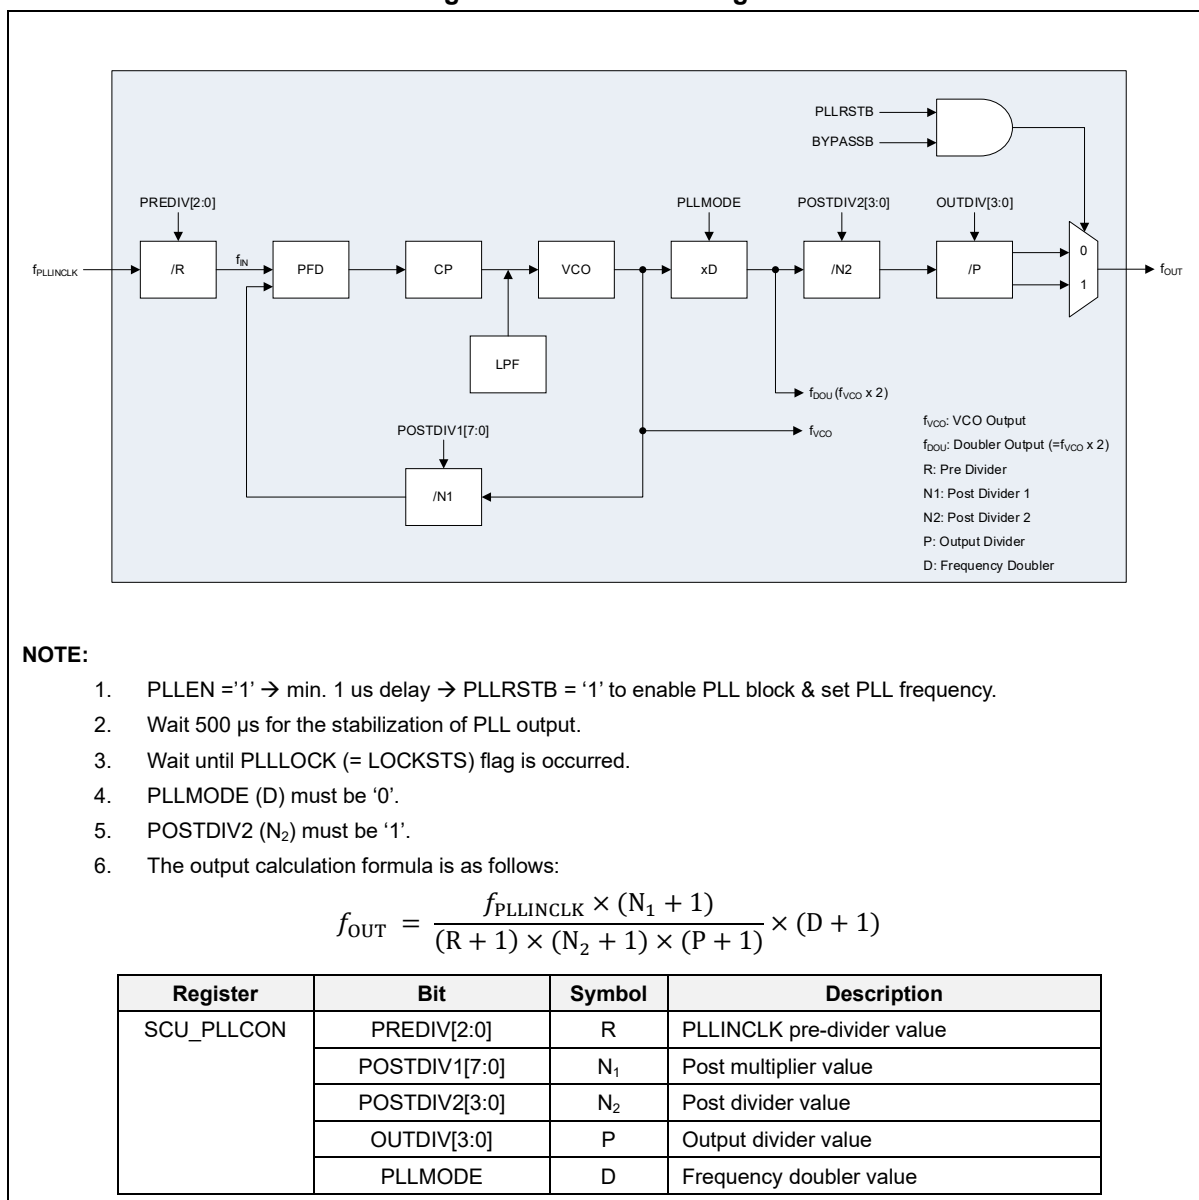 PLLRSTB
BYPASSB
PREDIV[2:0]
PLLMODE
POSTDIV2[3:0]
OUTDIV[3:0]
fPLLINCLK
/R
fIN
PFD
CP
VCO
xD
/N2
/P
0
1
fOUT
LPF
fDOU (fVCO x 2)
fVCO
POSTDIV1[7:0]
/N1
fVCO: VCO Output
fDOU: Doubler Output (=fVCO x 2)
R: Pre Divider
N1: Post Divider 1
N2: Post Divider 2
P: Output Divider
D: Frequency Doubler
NOTE:
1. PLLEN ='1' → min. 1 us delay → PLLRSTB = ‘1’ to enable PLL block & set PLL frequency.
2. Wait 500 μs for the stabilization of PLL output.
3. Wait until PLLLOCK (= LOCKSTS) flag is occurred.
4. PLLMODE (D) must be ‘0’.
5. POSTDIV2 (N₂) must be ‘1’.
6. The output calculation formula is as follows:
fOUT = fPLLINCLK × (N₁ + 1) / (R + 1) × (N₂ + 1) × (P + 1) × (D + 1)
Register Bit Symbol Description
SCU_PLLCON PREDIV[2:0] R PLLINCLK pre-divider value
POSTDIV1[7:0] N₁ Post multiplier value
POSTDIV2[3:0] N₂ Post divider value
OUTDIV[3:0] P Output divider value
PLLMODE D Frequency doubler value